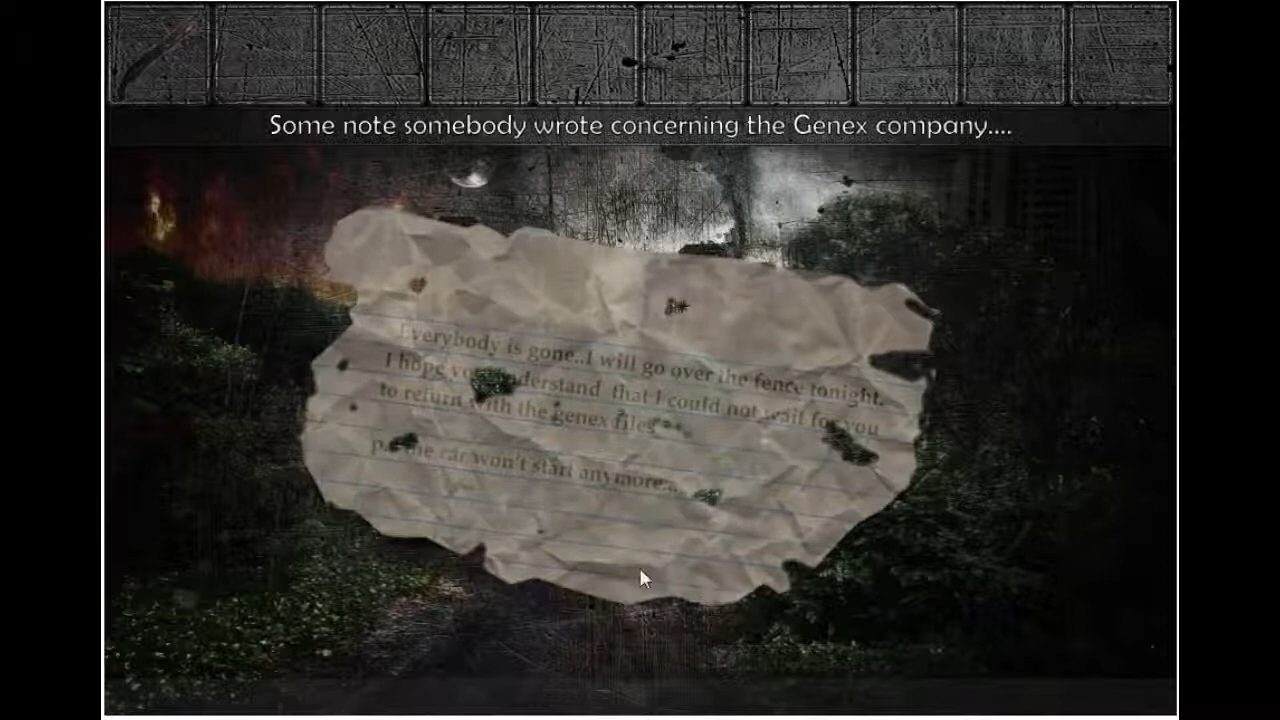 Some note somebody wrote concerning the Genex company....
Everybody is gone..I will go over the fence tonight.
I hope understand that I could not wait for you
to return with the genex files
the car won't start anymore...